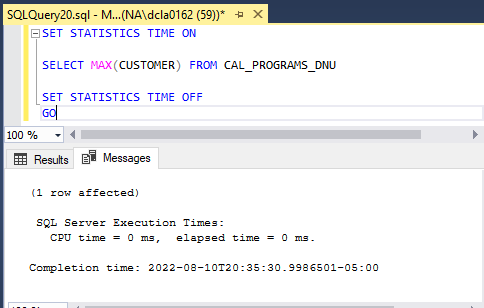 SQLQuery20.sql - M...(NA\dcla0162 (59))*
SET STATISTICS TIME ON
SELECT MAX(CUSTOMER) FROM CAL_PROGRAMS_DNU
SET STATISTICS TIME OFF
GO
100 %
Results Messages
(1 row affected)
SQL Server Execution Times:
CPU time = 0 ms, elapsed time = 0 ms.
Completion time: 2022-08-10T20:35:30.9986501-05:00